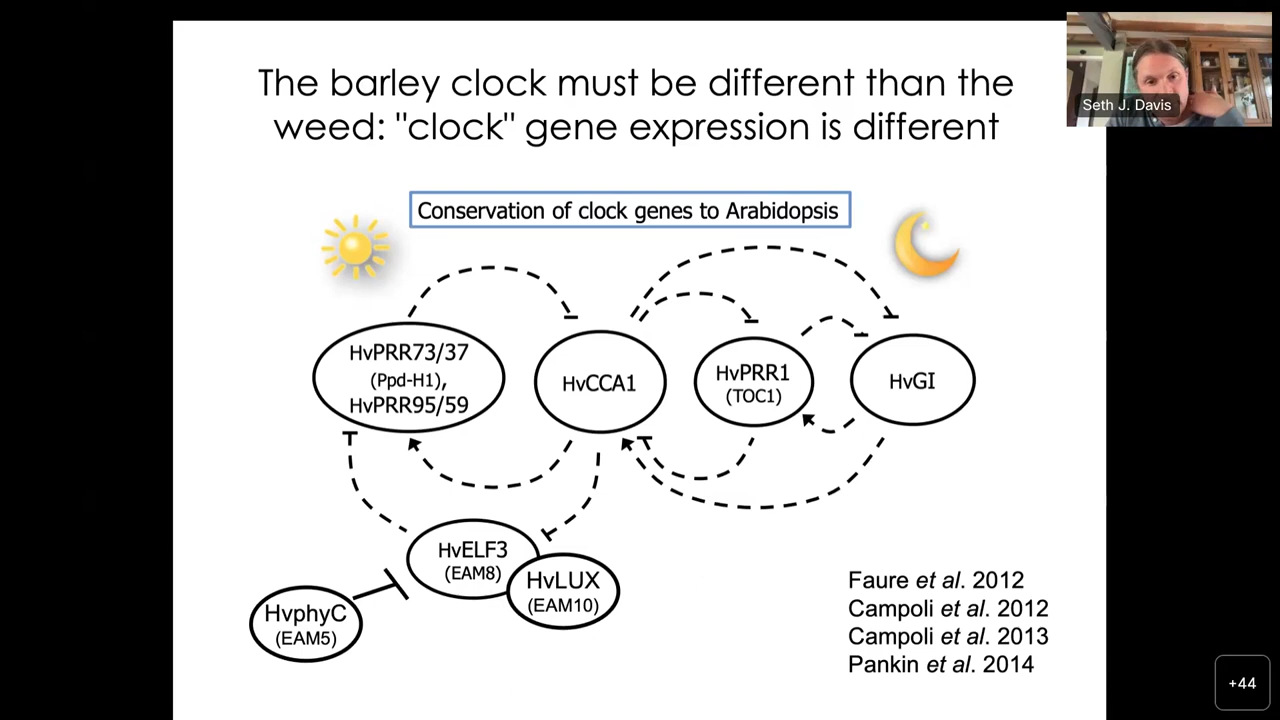 The barley clock must be different than the
weed: "clock" gene expression is different
Seth J. Davis
Conservation of clock genes to Arabidopsis
HvPRR73/37
(Ppd-H1),
HvPRR95/59
HvCCA1
HvPRR1
(TOC1)
HvGI
HvELF3
(EAM8)
HvLUX
(EAM10)
HvphyC
(EAM5)
Faure et al. 2012
Campoli et al. 2012
Campoli et al. 2013
Pankin et al. 2014
+44